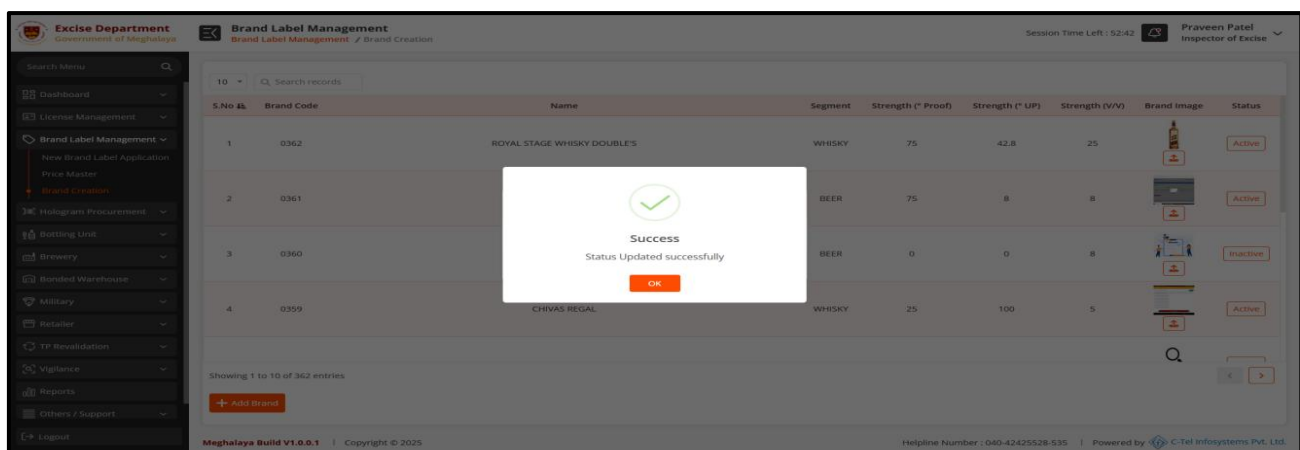 Excise Department
Government of Meghalaya
Brand Label Management
Brand Label Management / Brand Creation
Session Time Left : 52:42
Praveen Patel
Inspector of Excise
Search Menu
Dashboard
License Management
Brand Label Management
New Brand Label Application
Price Master
Brand Creation
Hologram Procurement
Bottling Unit
Brewery
Bonded Warehouse
Military
Retailer
TP Revalidation
Vigilance
Reports
Others / Support
Logout
10 Search records
S.No Brand Code Name Segment Strength (° Proof) Strength (° UP) Strength (V/V) Brand Image Status
1 0362 ROYAL STAGE WHISKY DOUBLE'S WHISKY 75 42.8 25 Active
2 0361 BEER 75 8 8 Active
3 0360 BEER 0 0 8 Inactive
4 0359 CHIVAS REGAL WHISKY 25 100 5 Active
Success
Status Updated successfully
OK
Showing 1 to 10 of 362 entries
+ Add Brand
Meghalaya Build V1.0.0.1 | Copyright © 2025
Helpline Number : 040-42425528-535 | Powered by C-Tel Infosystems Pvt. Ltd.